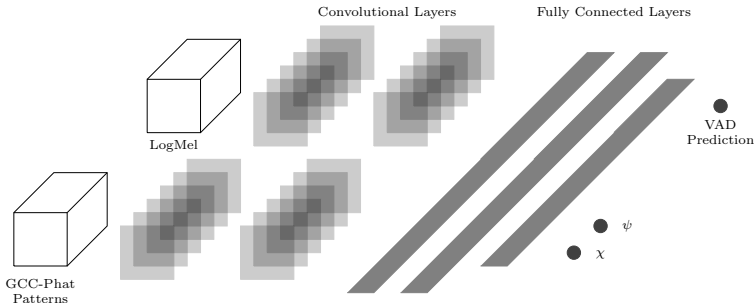 Convolutional Layers
Fully Connected Layers
LogMel
VAD
Prediction
GCC-Phat
Patterns
ψ
χ